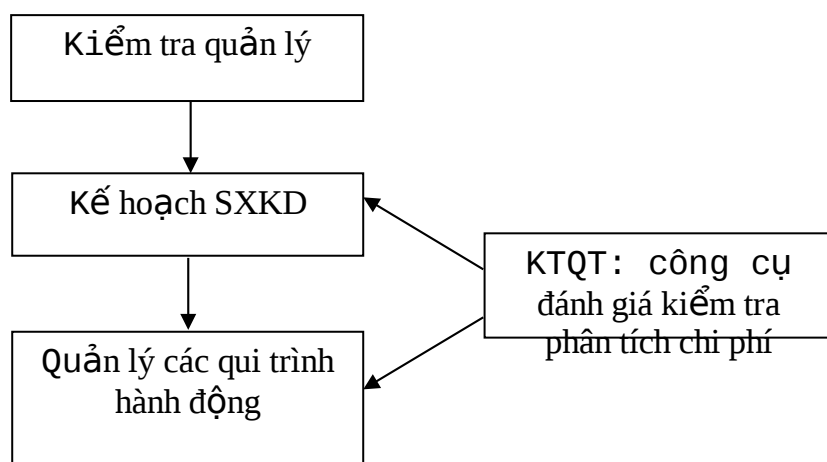 Kiểm tra quản lý
Kế hoạch SXKD
KTQT: công cụ
đánh giá kiểm tra
phân tích chi phí
Quản lý các qui trình
hành động